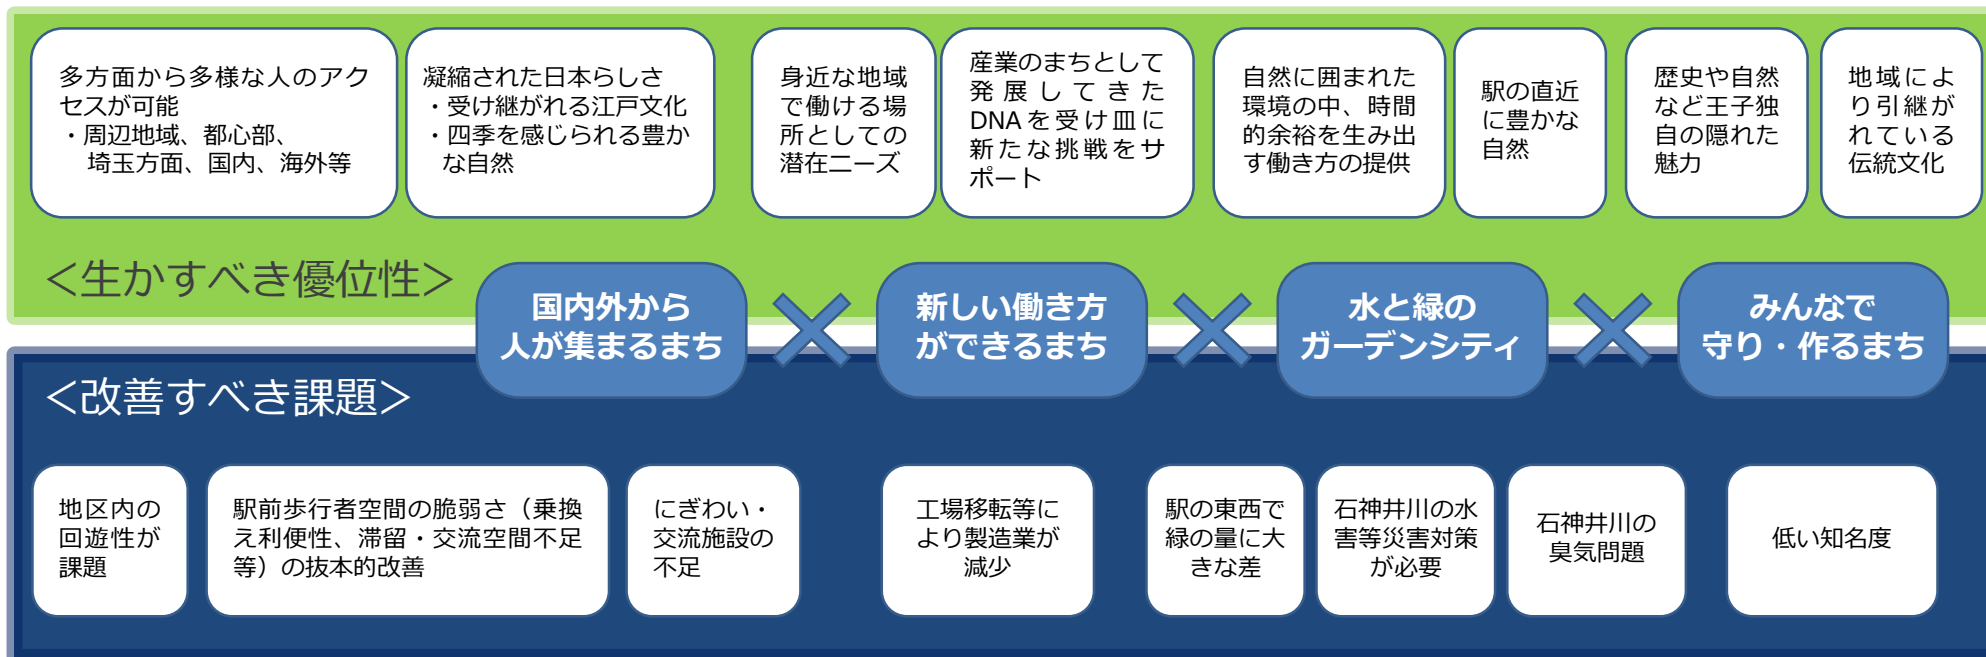 多方面から多様な人のアク
セスが可能
・周辺地域、都心部、
埼玉方面、国内、海外等
凝縮された日本らしさ
・受け継がれる江戸文化
・四季を感じられる豊か
な自然
身近な地域
で働ける場
所としての
潜在ニーズ
産業のまちとして
発展してきた
DNAを受け皿に
新たな挑戦をサ
ポート
自然に囲まれた
環境の中、時間
的余裕を生み出
す働き方の提供
駅の直近
に豊かな
自然
歴史や自然
など王子独
自の隠れた
魅力
地域によ
り引継が
れている
伝統文化
＜生かすべき優位性＞
国内外から
人が集まるまち
新しい働き方
ができるまち
水と緑の
ガーデンシティ
みんなで
守り・作るまち
＜改善すべき課題＞
地区内の
回遊性が
課題
駅前歩行者空間の脆弱さ（乗換
え利便性、滞留・交流空間不足
等）の抜本的改善
にぎわい・
交流施設の
不足
工場移転等に
より製造業が
減少
駅の東西で
緑の量に大
きな差
石神井川の水
害等災害対策
が必要
石神井川の
臭気問題
低い知名度